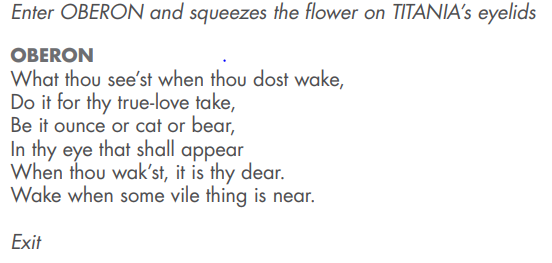 Enter OBERON and squeezes the flower on TITANIA's eyelids
OBERON
What thou see'st when thou dost wake,
Do it for thy true-love take,
Be it ounce or cat or bear,
In thy eye that shall appear
When thou wak'st, it is thy dear.
Wake when some vile thing is near.
Exit